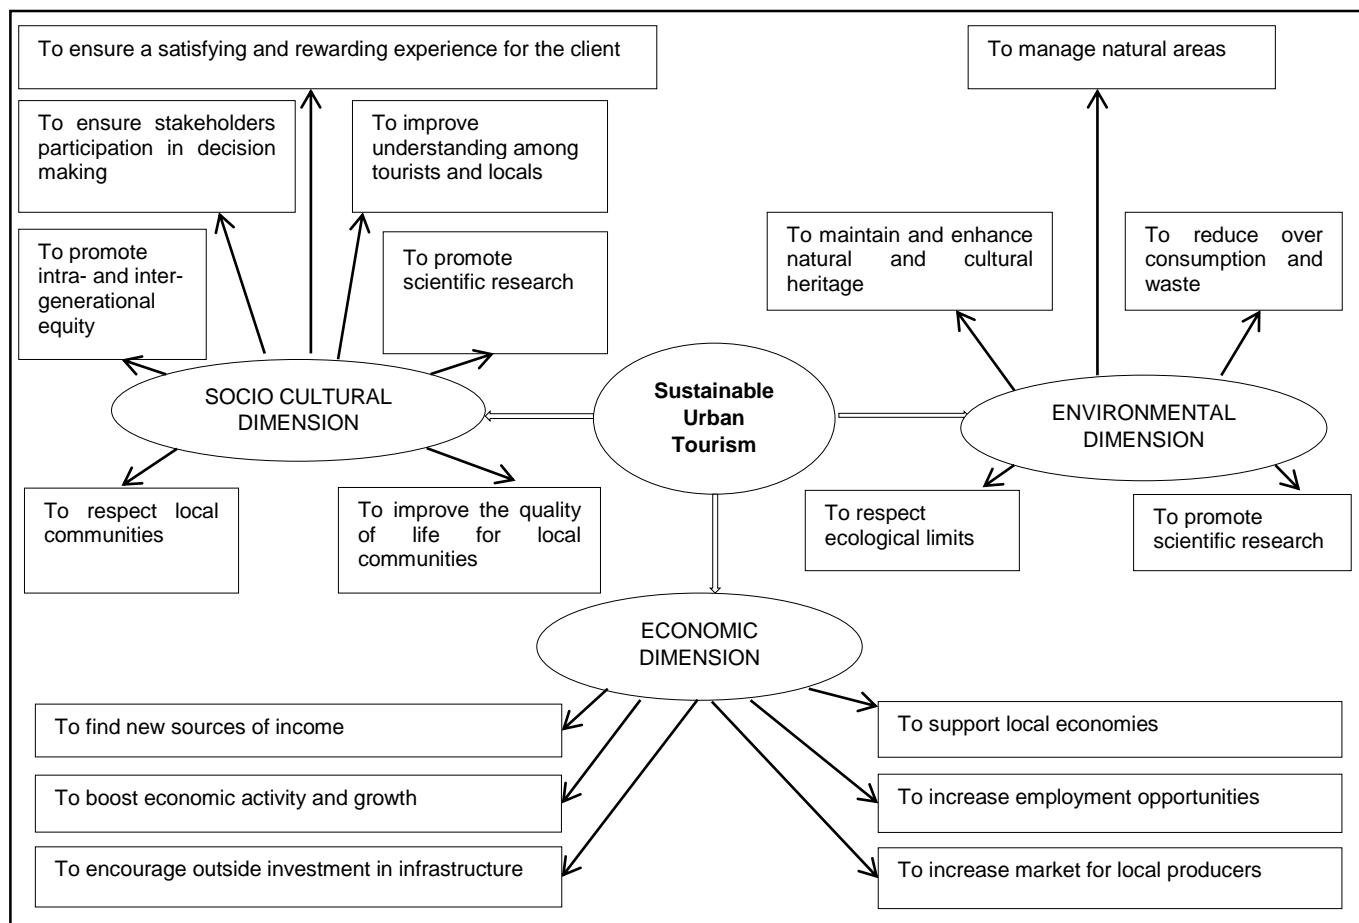 To ensure a satisfying and rewarding experience for the client
To manage natural areas
To ensure stakeholders
participation in decision
making
To improve
understanding among
tourists and locals
To promote
intra- and inter-
generational
equity
To promote
scientific research
To maintain and enhance
natural and cultural
heritage
To reduce over
consumption and
waste
SOCIO CULTURAL
DIMENSION
Sustainable
Urban
Tourism
ENVIRONMENTAL
DIMENSION
To respect local
communities
To improve the quality
of life for local
communities
To respect
ecological limits
To promote
scientific research
ECONOMIC
DIMENSION
To find new sources of income
To support local economies
To boost economic activity and growth
To increase employment opportunities
To encourage outside investment in infrastructure
To increase market for local producers